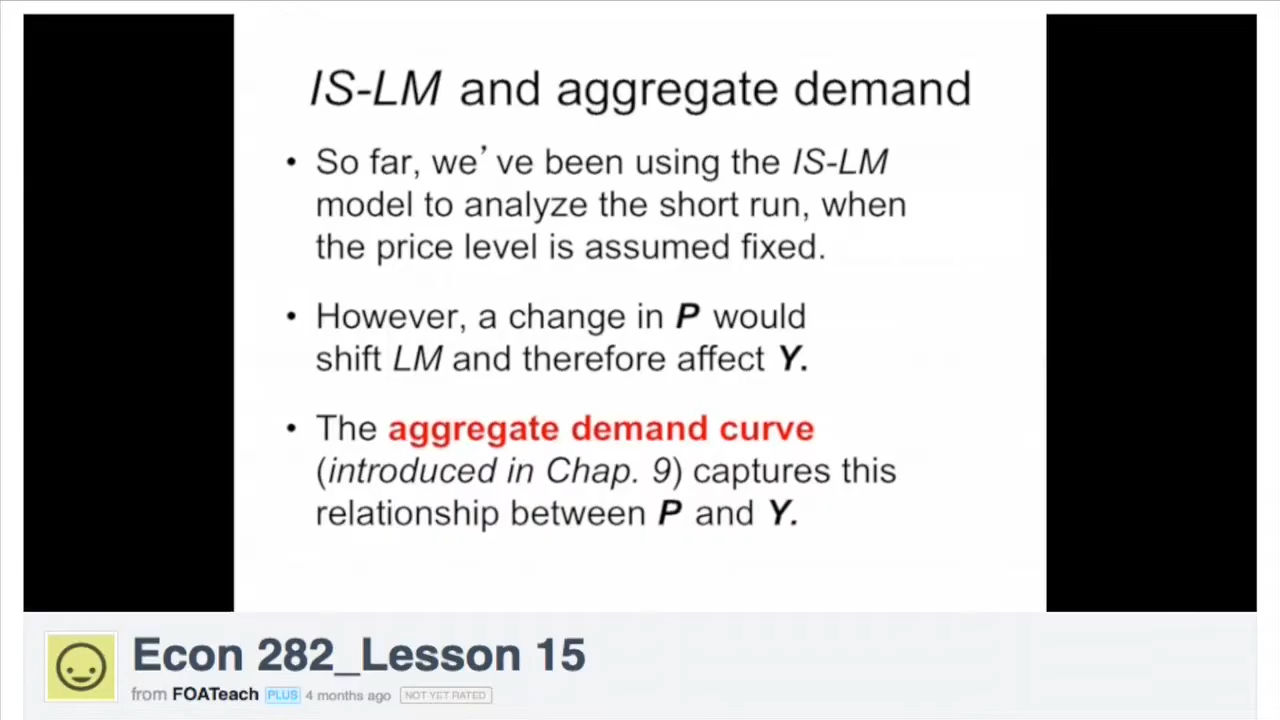 IS-LM and aggregate demand
• So far, we’ve been using the IS-LM
model to analyze the short run, when
the price level is assumed fixed.
• However, a change in P would
shift LM and therefore affect Y.
• The aggregate demand curve
(introduced in Chap. 9) captures this
relationship between P and Y.
Econ 282_Lesson 15
from FOATeach PLUS 4 months ago NOT YET RATED